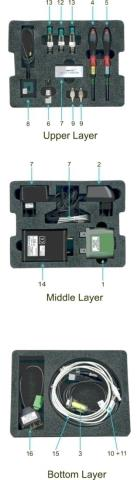 13 12 13 4 5
8 6 7 9 9
Upper Layer
7 7 2
14 1
Middle Layer
16 15 3 10 + 11
Bottom Layer